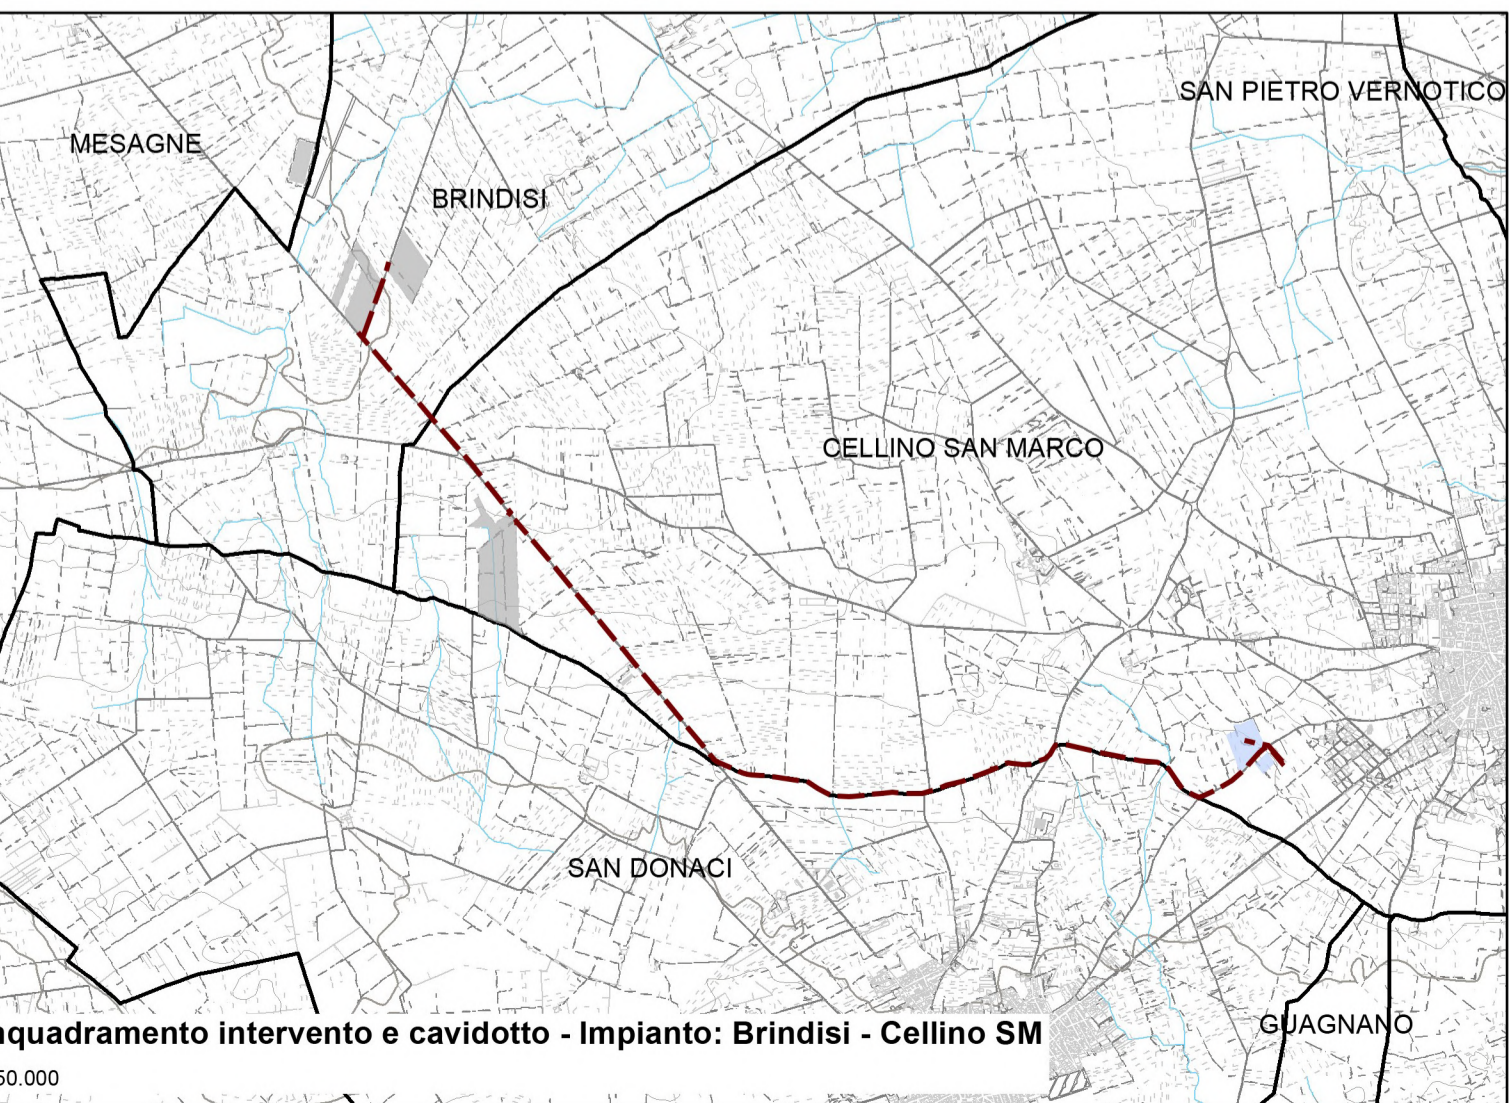 SAN PIETRO VERNOTICO
MESAGNE
BRINDISI
CELLINO SAN MARCO
SAN DONACI
GUAGNANO
nquadramento intervento e cavidotto - Impianto: Brindisi - Cellino SM
50.000